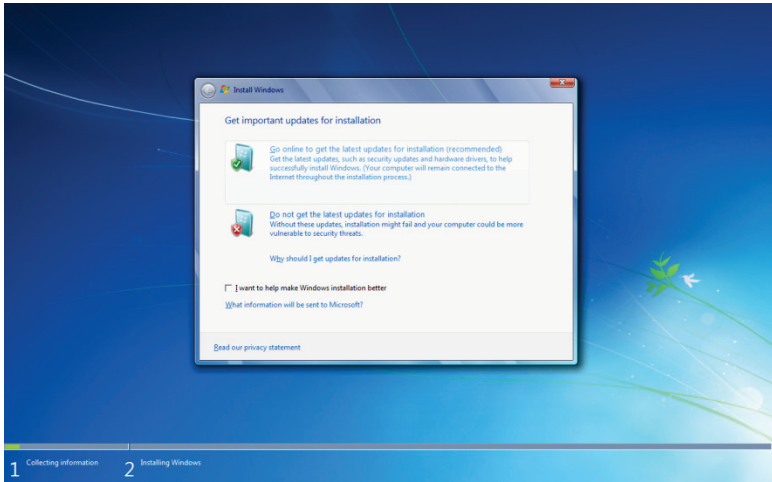 Install Windows
Get important updates for installation
Go online to get the latest updates for installation (recommended)
Get the latest updates, such as security updates and hardware drivers, to help
successfully install Windows. (Your computer will remain connected to the
Internet throughout the installation process.)
Do not get the latest updates for installation
Without these updates, installation might fail and your computer could be more
vulnerable to security threats.
Why should I get updates for installation?
I want to help make Windows installation better
What information will be sent to Microsoft?
Read our privacy statement
1 Collecting information 2 Installing Windows